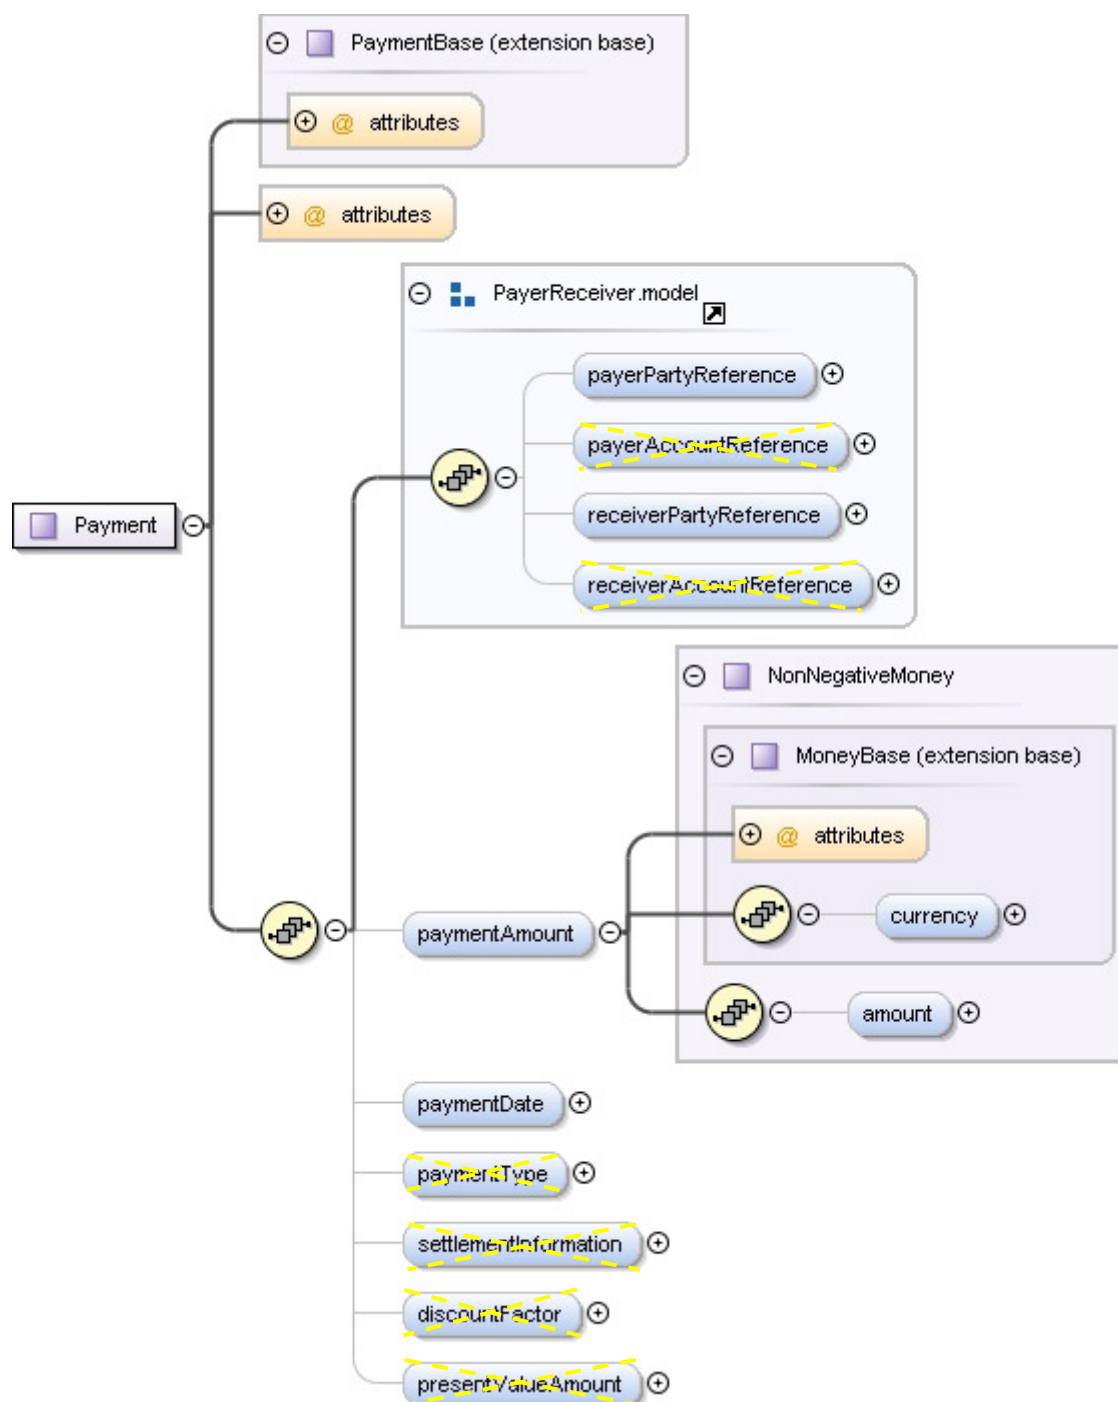 PaymentBase (extension base)
@ attributes
@ attributes
PayerReceiver.model
payerPartyReference
payerAccountReference
receiverPartyReference
receiverAccountReference
Payment
NonNegativeMoney
MoneyBase (extension base)
@ attributes
currency
paymentAmount
amount
paymentDate
paymentType
settlementInformation
discountFactor
presentValueAmount